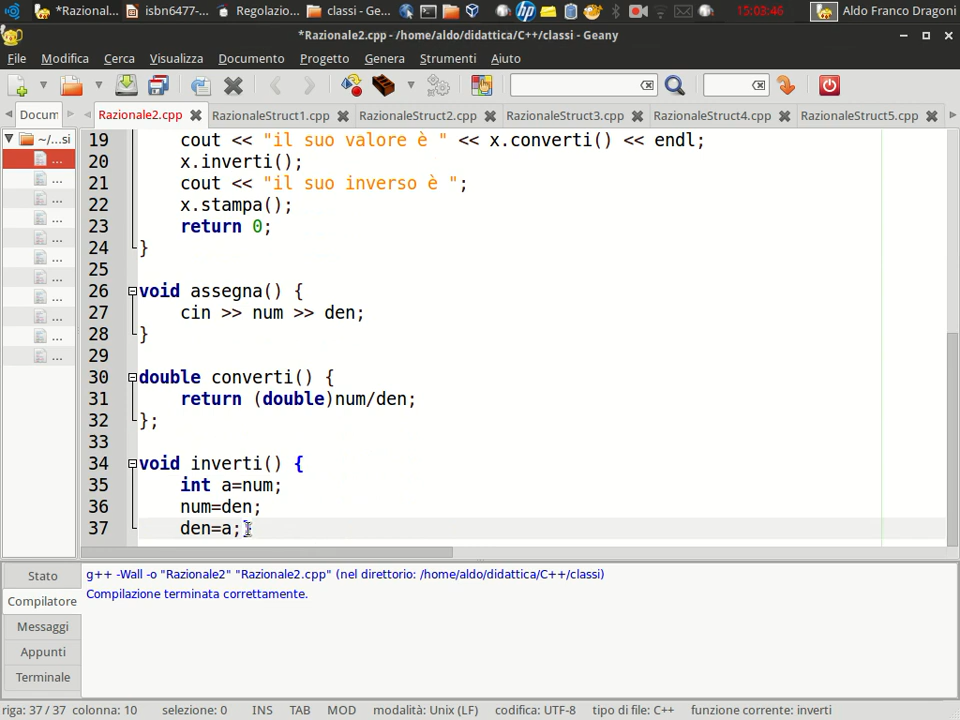 *Razional...
isbn6477-...
Regolazio...
classi - Ge...
15:03:46
Aldo Franco Dragoni
*Razionale2.cpp - /home/aldo/didattica/C++/classi - Geany
File Modifica Cerca Visualizza Documento Progetto Genera Strumenti Aiuto
Docum
Razionale2.cpp RazionaleStruct1.cpp RazionaleStruct2.cpp RazionaleStruct3.cpp RazionaleStruct4.cpp RazionaleStruct5.cpp
~/...si
19 cout << "il suo valore è " << x.converti() << endl;
20 x.inverti();
21 cout << "il suo inverso è ";
22 x.stampa();
23 return 0;
24 }
25
26 void assegna() {
27 cin >> num >> den;
28 }
29
30 double converti() {
31 return (double)num/den;
32 };
33
34 void inverti() {
35 int a=num;
36 num=den;
37 den=a;
Stato
Compilatore
Messaggi
Appunti
Terminale
g++ -Wall -o "Razionale2" "Razionale2.cpp" (nel direttorio: /home/aldo/didattica/C++/classi)
Compilazione terminata correttamente.
riga: 37 / 37 colonna: 10 selezione: 0 INS TAB MOD modalità: Unix (LF) codifica: UTF-8 tipo di file: C++ funzione corrente: inverti